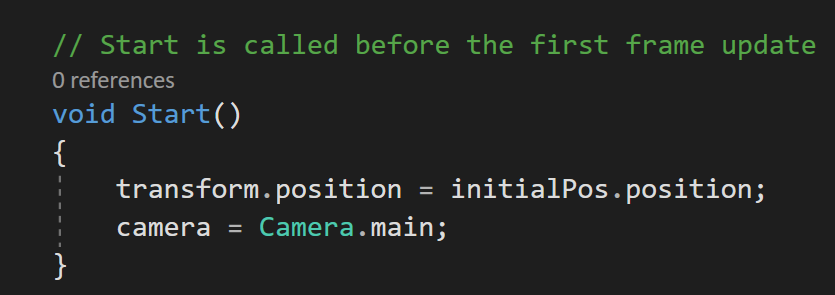 // Start is called before the first frame update
0 references
void Start()
{
transform.position = initialPos.position;
camera = Camera.main;
}